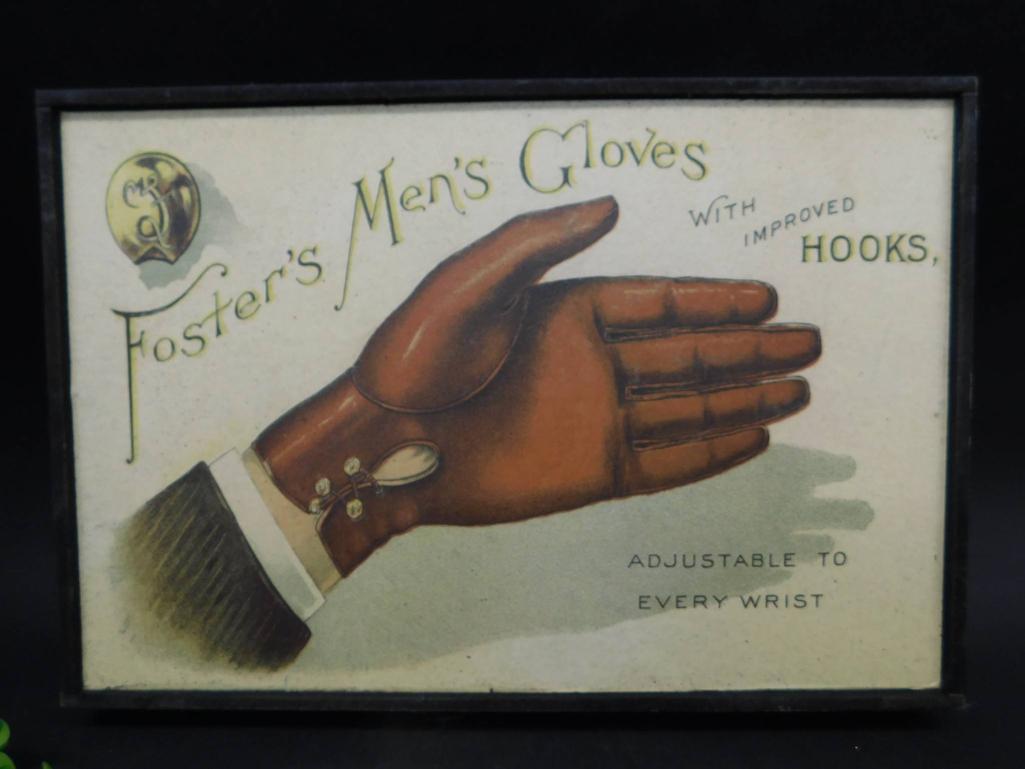 Foster's Men's Gloves
WITH
IMPROVED
HOOKS,
ADJUSTABLE TO
EVERY WRIST